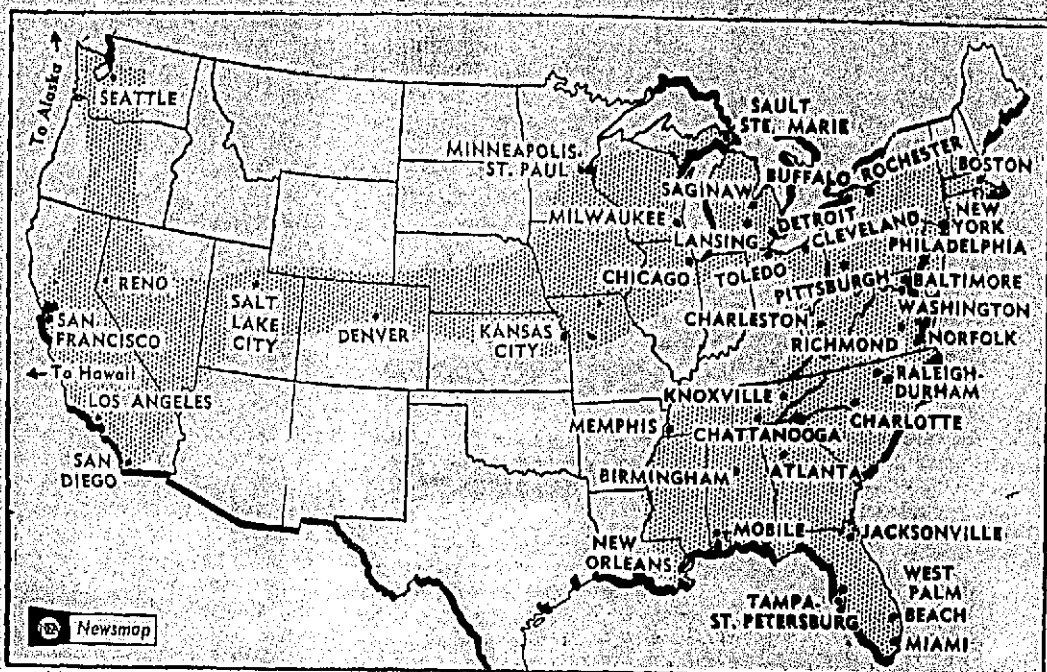 To Alaska
SEATTLE
MINNEAPOLIS-
ST. PAUL
SAULT
STE. MARIE
BUFFALO
ROCHESTER
BOSTON
SAGINAW
MILWAUKEE
LANSING
DETROIT
CLEVELAND
NEW
YORK
PHILADELPHIA
CHICAGO
TOLEDO
PITTSBURGH
BALTIMORE
WASHINGTON
CHARLESTON
RICHMOND
NORFOLK
RENO
SALT
LAKE
CITY
DENVER
KANSAS
CITY
SAN
FRANCISCO
To Hawaii
LOS ANGELES
SAN
DIEGO
KNOXVILLE
RALEIGH-
DURHAM
MEMPHIS
CHATTANOOGA
CHARLOTTE
BIRMINGHAM
ATLANTA
MOBILE
JACKSONVILLE
NEW
ORLEANS
TAMPA-
ST. PETERSBURG
WEST
PALM
BEACH
MIAMI
Newsmap